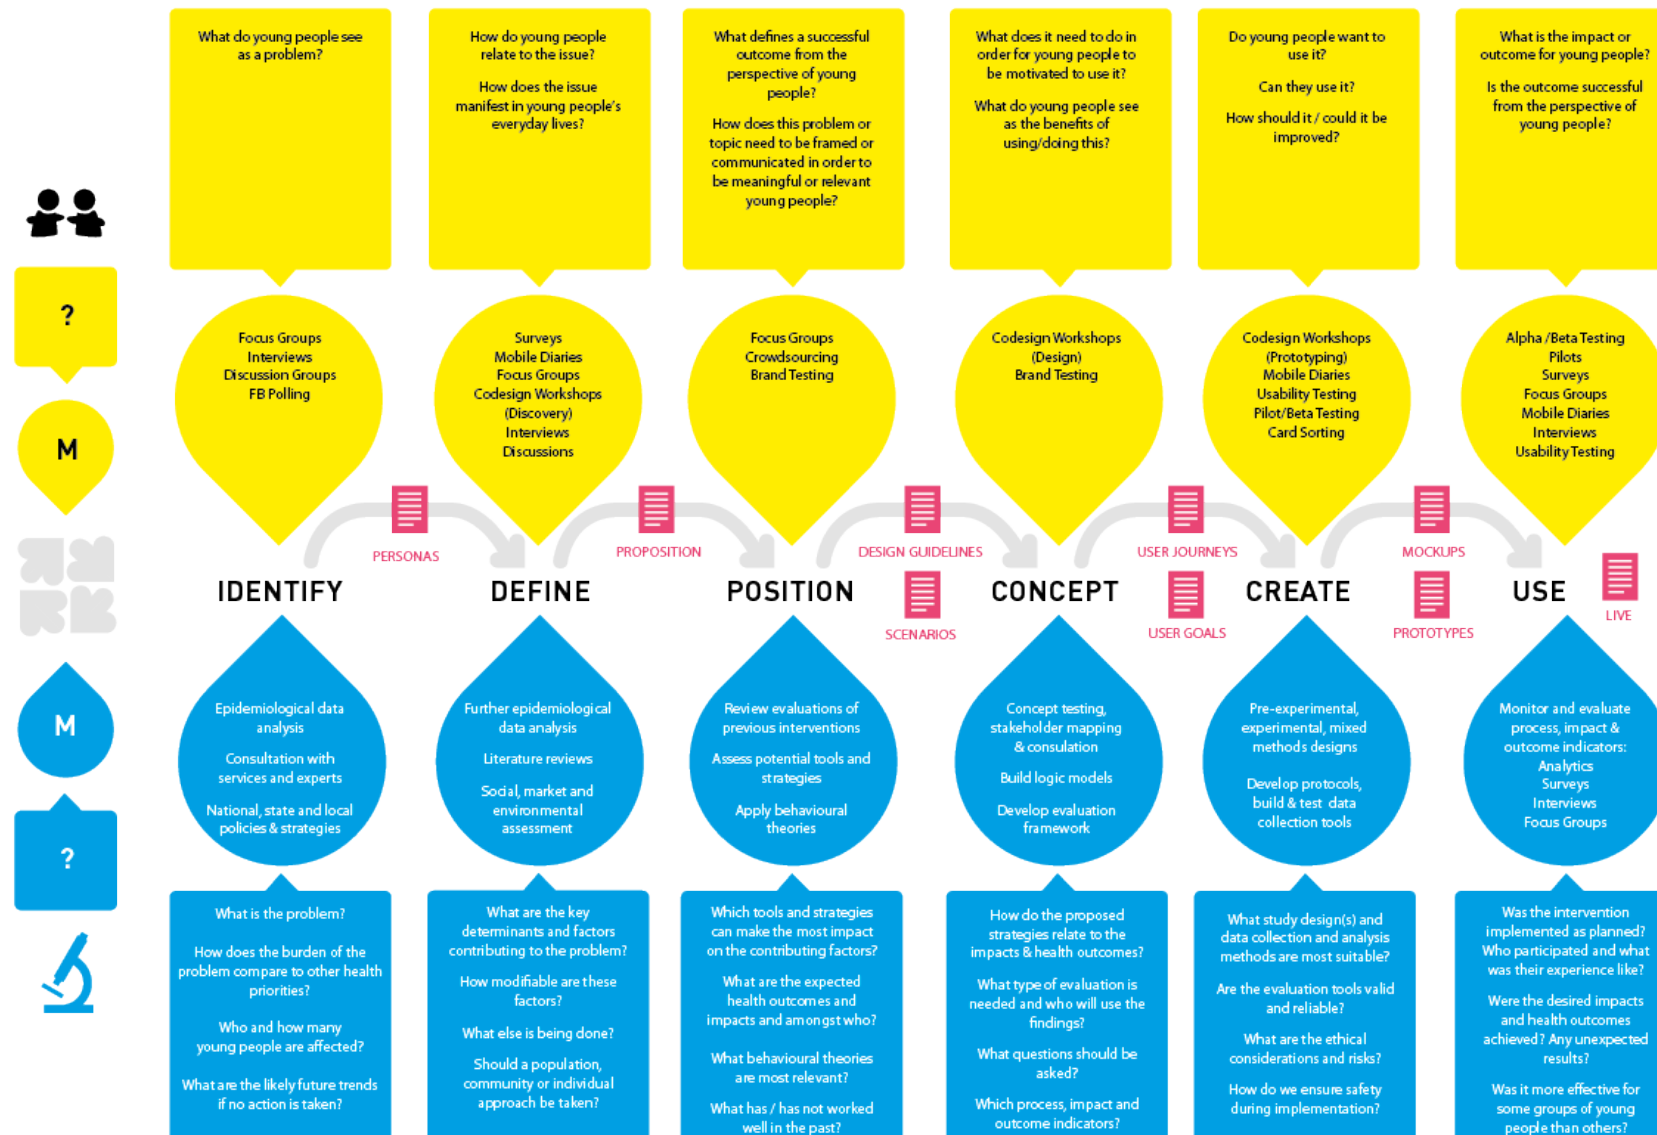 What do young people see
as a problem?
How do young people
relate to the issue?
How does the issue
manifest in young people's
everyday lives?
What defines a successful
outcome from the
perspective of young
people?
How does this problem or
topic need to be framed or
communicated in order to
be meaningful or relevant
young people?
What does it need to do in
order for young people to
be motivated to use it?
What do young people see
as the benefits of
using/doing this?
Do young people want to
use it?
Can they use it?
How should it / could it be
improved?
What is the impact or
outcome for young people?
Is the outcome successful
from the perspective of
young people?
?
Focus Groups
Interviews
Discussion Groups
FB Polling
Surveys
Mobile Diaries
Focus Groups
Codesign Workshops
(Discovery)
Interviews
Discussions
Focus Groups
Crowdsourcing
Brand Testing
Codesign Workshops
(Design)
Brand Testing
Codesign Workshops
(Prototyping)
Mobile Diaries
Usability Testing
Pilot/Beta Testing
Card Sorting
Alpha /Beta Testing
Pilots
Surveys
Focus Groups
Mobile Diaries
Interviews
Usability Testing
M
PERSONAS
PROPOSITION
DESIGN GUIDELINES
USER JOURNEYS
MOCKUPS
IDENTIFY
DEFINE
POSITION
CONCEPT
CREATE
USE
SCENARIOS
USER GOALS
PROTOTYPES
LIVE
M
Epidemiological data
analysis
Consultation with
services and experts
National, state and local
policies & strategies
Further epidemiological
data analysis
Literature reviews
Social, market and
environmental
assessment
Review evaluations of
previous interventions
Assess potential tools and
strategies
Apply behavioural
theories
Concept testing,
stakeholder mapping
& consulation
Build logic models
Develop evaluation
framework
Pre-experimental,
experimental, mixed
methods designs
Develop protocols,
build & test data
collection tools
Monitor and evaluate
process, impact &
outcome indicators:
Analytics
Surveys
Interviews
Focus Groups
?
What is the problem?
How does the burden of the
problem compare to other health
priorities?
Who and how many
young people are affected?
What are the likely future trends
if no action is taken?
What are the key
determinants and factors
contributing to the problem?
How modifiable are these
factors?
What else is being done?
Should a population,
community or individual
approach be taken?
Which tools and strategies
can make the most impact
on the contributing factors?
What are the expected
health outcomes and
impacts and amongst who?
What behavioural theories
are most relevant?
What has / has not worked
well in the past?
How do the proposed
strategies relate to the
impacts & health outcomes?
What type of evaluation is
needed and who will use the
findings?
What questions should be
asked?
Which process, impact and
outcome indicators?
What study design(s) and
data collection and analysis
methods are most suitable?
Are the evaluation tools valid
and reliable?
What are the ethical
considerations and risks?
How do we ensure safety
during implementation?
Was the intervention
implemented as planned?
Who participated and what
was their experience like?
Were the desired impacts
and health outcomes
achieved? Any unexpected
results?
Was it more effective for
some groups of young
people than others?